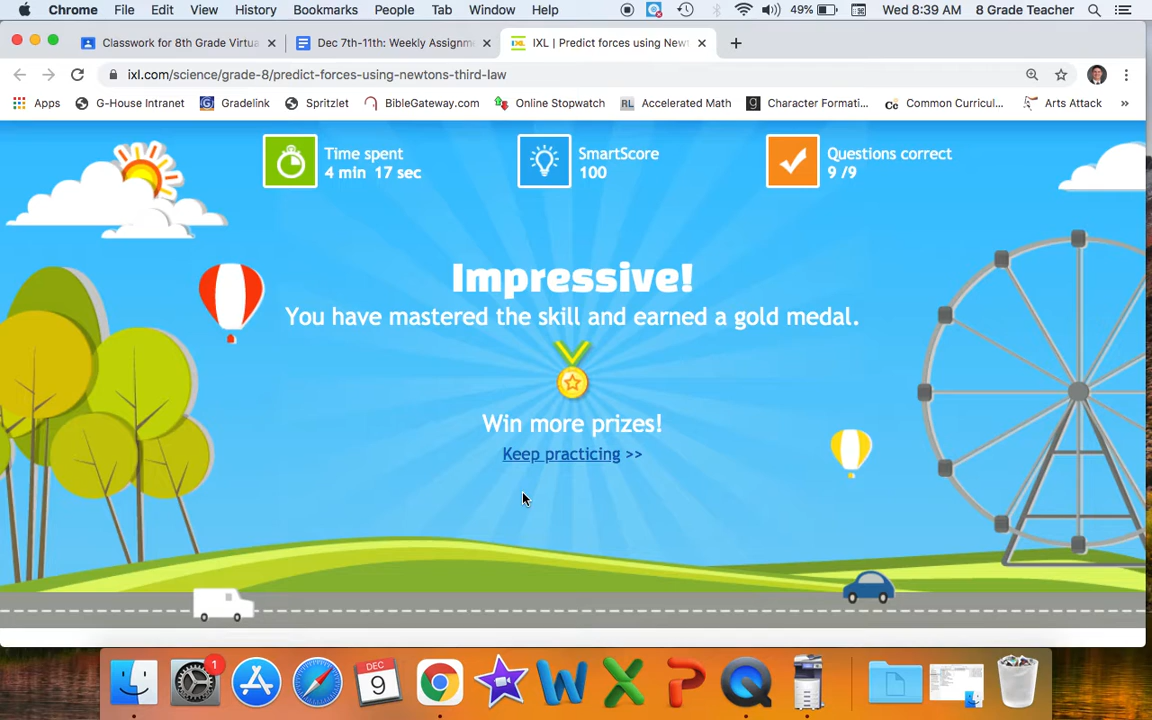 Chrome File Edit View History Bookmarks People Tab Window Help 49% Wed 8:39 AM 8 Grade Teacher
Classwork for 8th Grade Virtua Dec 7th-11th: Weekly Assignm IXL | Predict forces using Newt
ixl.com/science/grade-8/predict-forces-using-newtons-third-law
Apps G-House Intranet Gradelink Spritzlet BibleGateway.com Online Stopwatch RL Accelerated Math g Character Formati... Cc Common Curricul... Arts Attack »
Time spent
4 min 17 sec
SmartScore
100
Questions correct
9 /9
Impressive!
You have mastered the skill and earned a gold medal.
Win more prizes!
Keep practicing >>
1
DEC
9